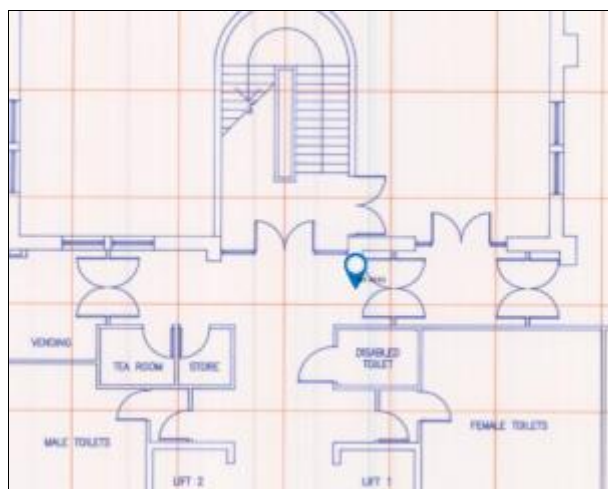 VENDING
TEA ROOM
STORE
DISABLED
TOILET
MALE TOILETS
FEMALE TOILETS
LIFT 2
LIFT 1